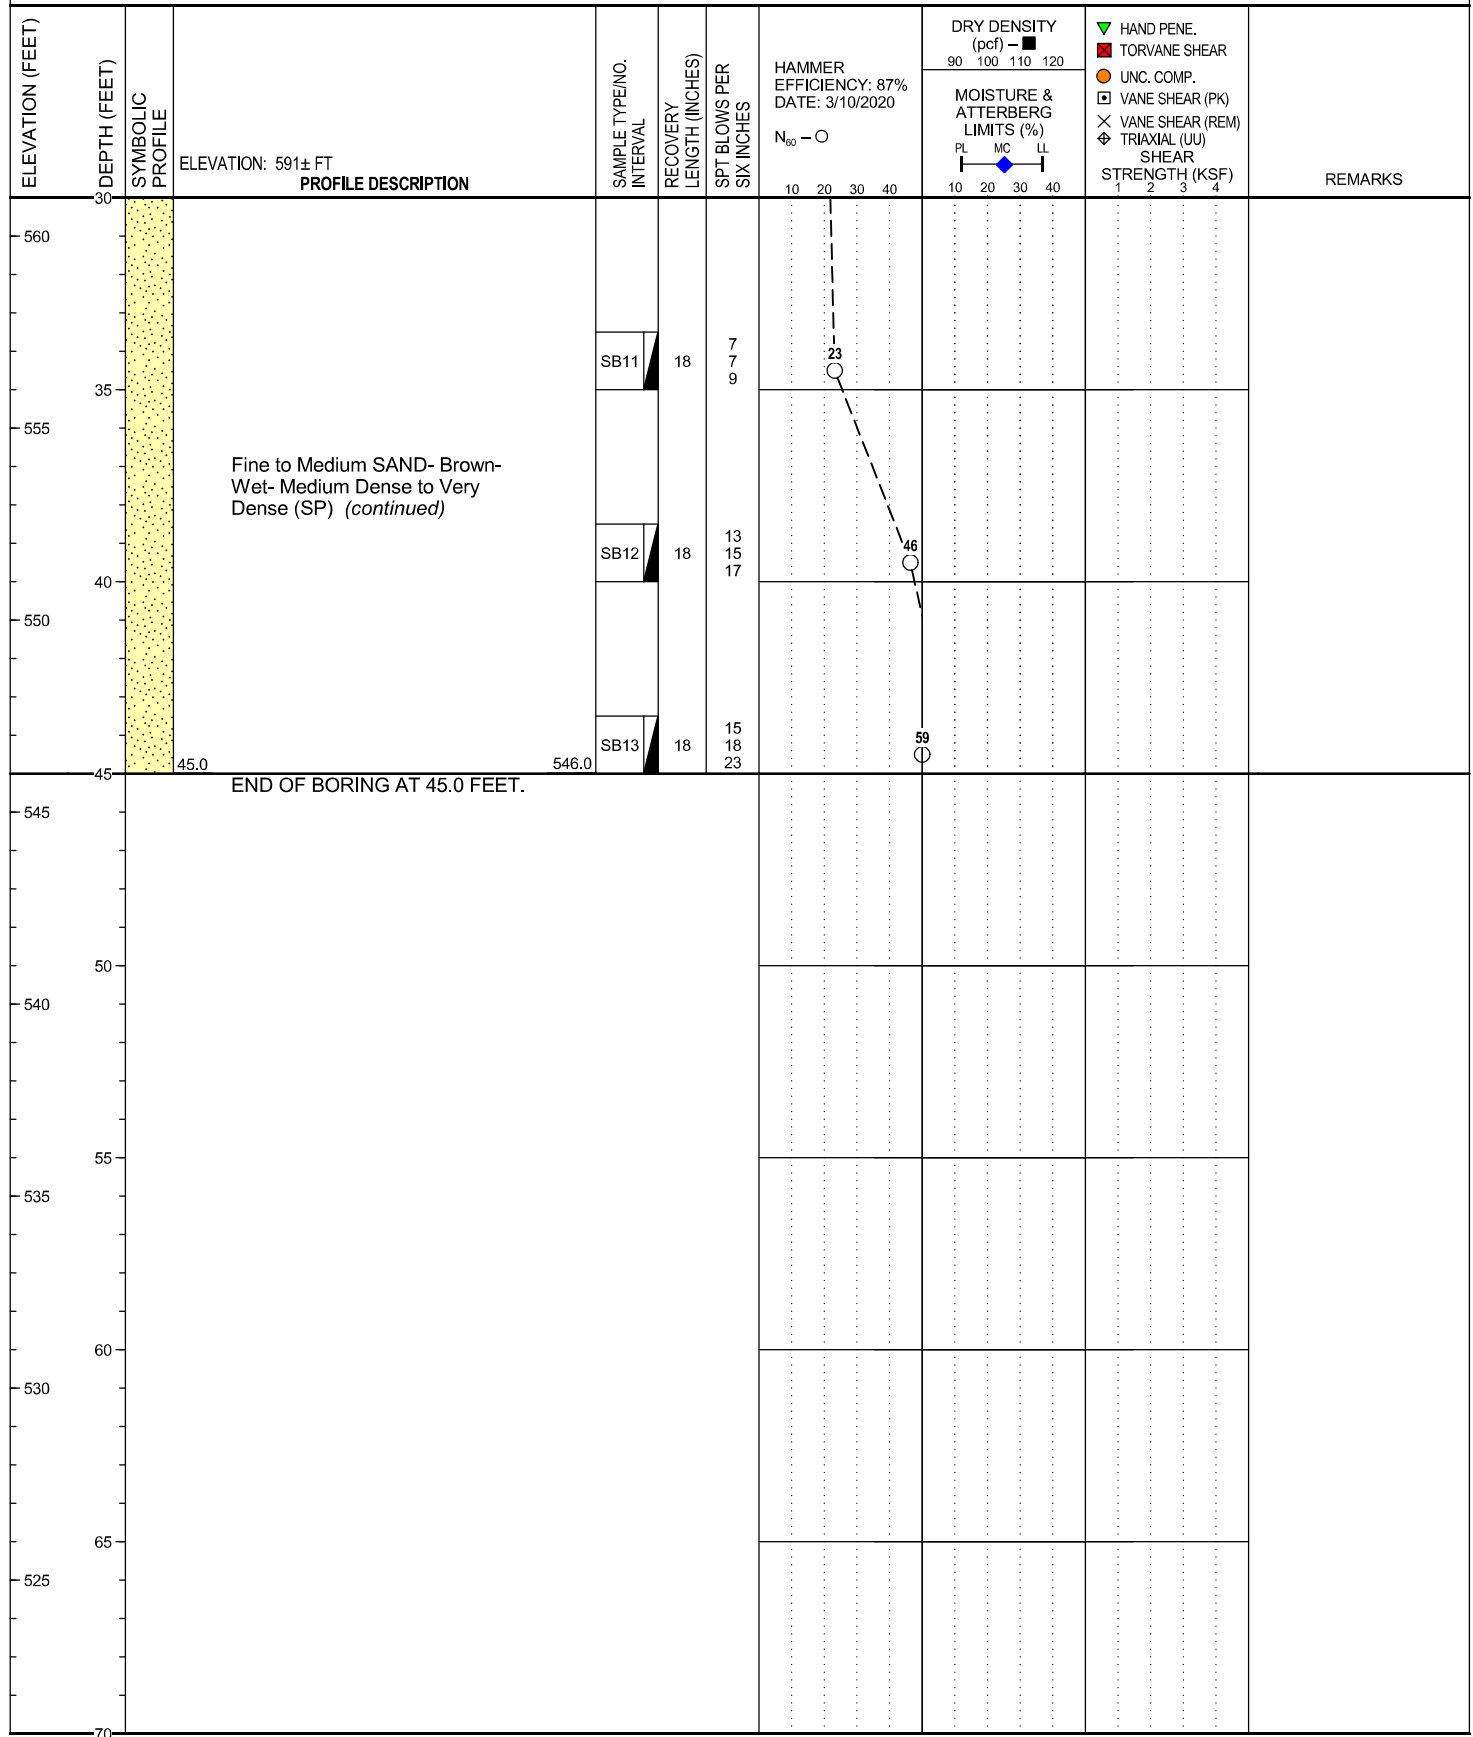 ELEVATION (FEET)
DEPTH (FEET)
SYMBOLIC
PROFILE
ELEVATION: 591± FT
PROFILE DESCRIPTION
SAMPLE TYPE/NO.
INTERVAL
RECOVERY
LENGTH (INCHES)
SPT BLOWS PER
SIX INCHES
HAMMER
EFFICIENCY: 87%
DATE: 3/10/2020
N60 – O
10 20 30 40
DRY DENSITY
(pcf) – ■
90 100 110 120
MOISTURE &
ATTERBERG
LIMITS (%)
PL MC LL
10 20 30 40
HAND PENE.
TORVANE SHEAR
UNC. COMP.
VANE SHEAR (PK)
VANE SHEAR (REM)
TRIAXIAL (UU)
SHEAR
STRENGTH (KSF)
1 2 3 4
REMARKS
30
560
SB11 18
7
7
9
23
35
555
Fine to Medium SAND- Brown-
Wet- Medium Dense to Very
Dense (SP) (continued)
SB12 18
13
15
17
46
40
550
SB13 18
15
18
23
59
45.0 546.0
45
END OF BORING AT 45.0 FEET.
545
50
540
55
535
60
530
65
525
70